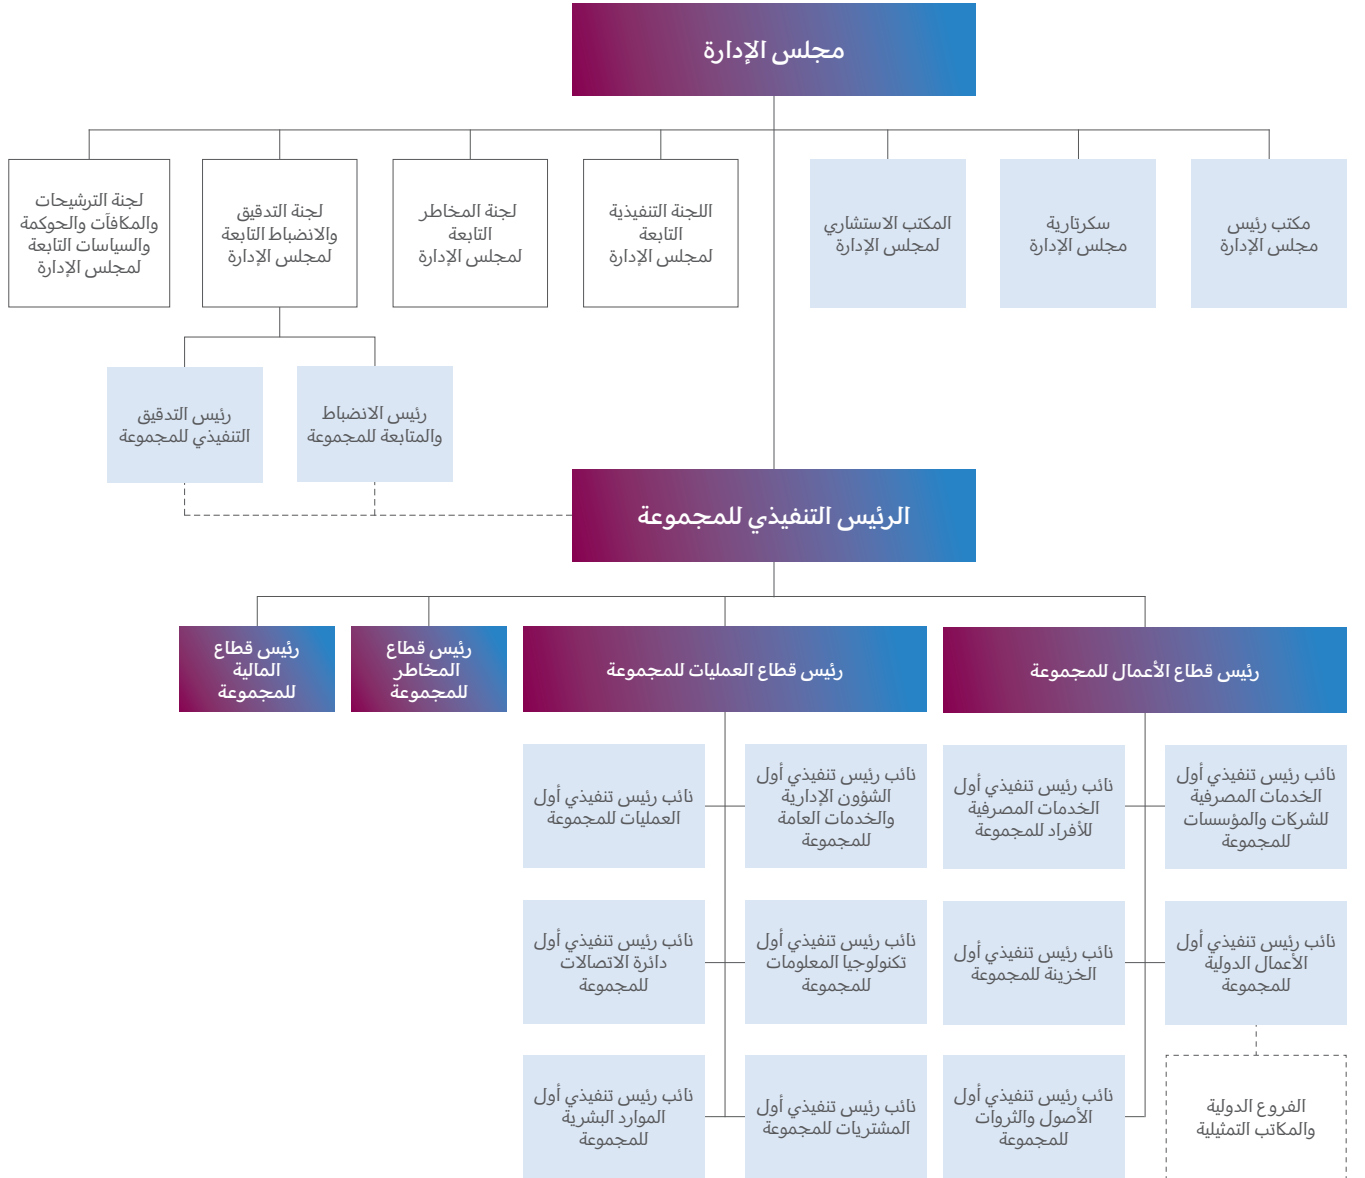 مجلس الإدارة
مكتب رئيس
مجلس الإدارة
سكرتارية
مجلس الإدارة
المكتب الاستشاري
لمجلس الإدارة
اللجنة التنفيذية
التابعة
لمجلس الإدارة
لجنة المخاطر
التابعة
لمجلس الإدارة
لجنة التدقيق
والانضباط التابعة
لمجلس الإدارة
لجنة الترشيحات
والمكافآت والحوكمة
والسياسات التابعة
لمجلس الإدارة
رئيس الانضباط
والمتابعة للمجموعة
رئيس التدقيق
التنفيذي للمجموعة
الرئيس التنفيذي للمجموعة
رئيس قطاع الأعمال للمجموعة
رئيس قطاع العمليات للمجموعة
رئيس قطاع
المخاطر
للمجموعة
رئيس قطاع
المالية
للمجموعة
نائب رئيس تنفيذي أول
الخدمات المصرفية
للشركات والمؤسسات
للمجموعة
نائب رئيس تنفيذي أول
الخدمات المصرفية
للأفراد للمجموعة
نائب رئيس تنفيذي أول
الشؤون الإدارية
والخدمات العامة
للمجموعة
نائب رئيس تنفيذي أول
العمليات للمجموعة
نائب رئيس تنفيذي أول
الأعمال الدولية
للمجموعة
نائب رئيس تنفيذي أول
الخزينة للمجموعة
نائب رئيس تنفيذي أول
تكنولوجيا المعلومات
للمجموعة
نائب رئيس تنفيذي أول
دائرة الاتصالات
للمجموعة
الفروع الدولية
والمكاتب التمثيلية
نائب رئيس تنفيذي أول
الأصول والثروات
للمجموعة
نائب رئيس تنفيذي أول
المشتريات للمجموعة
نائب رئيس تنفيذي أول
الموارد البشرية
للمجموعة